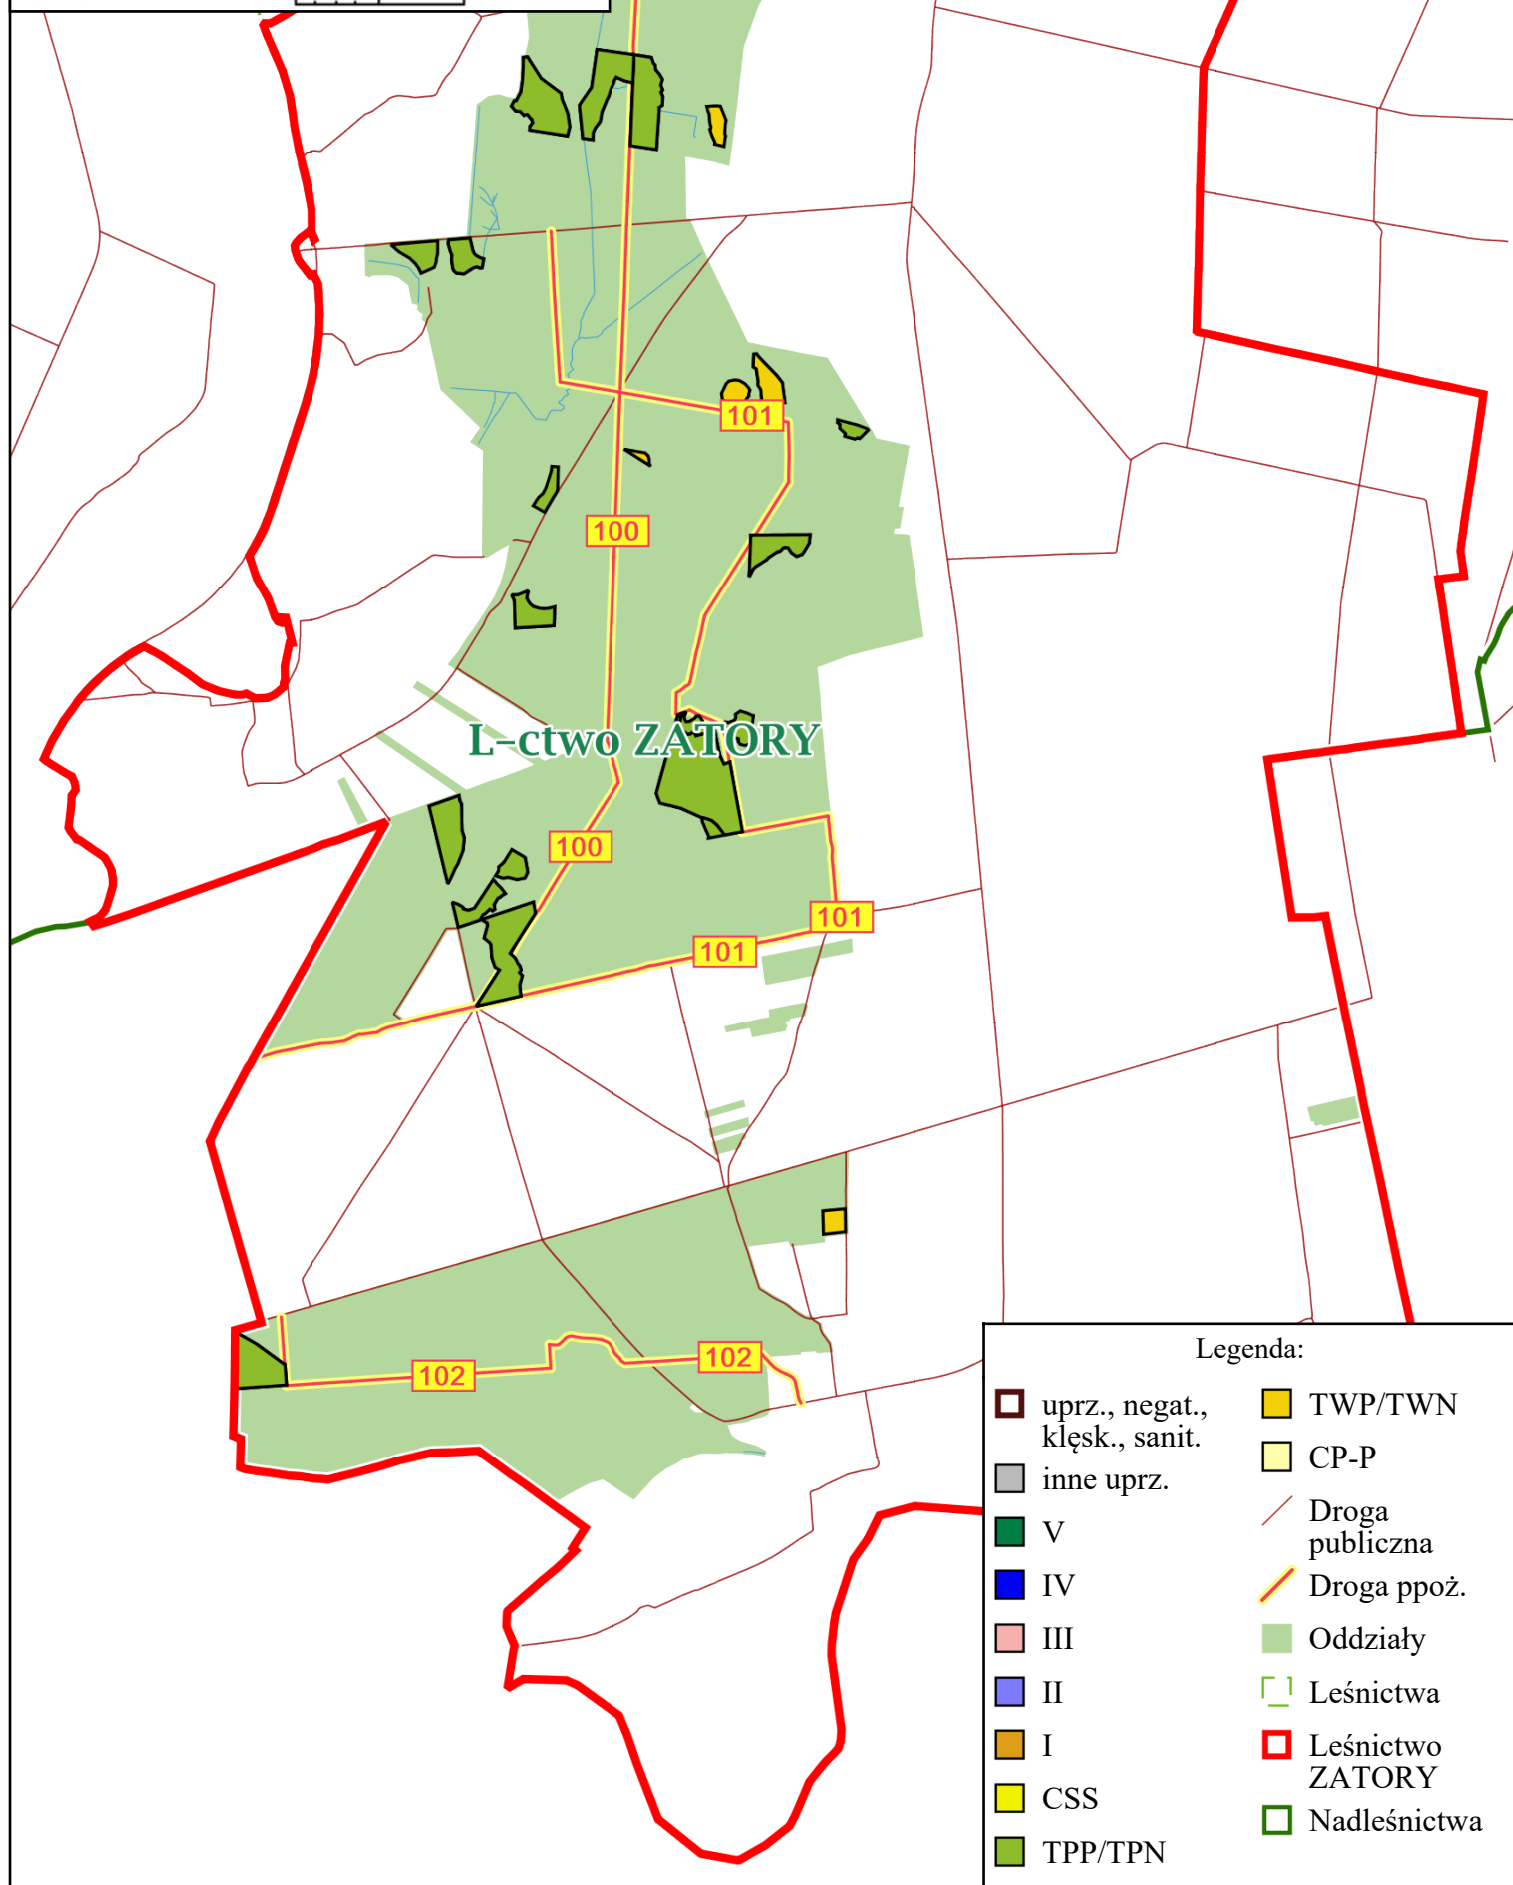 101
100
L-ctwo ZATORY
100
101
101
102
102
Legenda:
uprz., negat.,
klęsk., sanit.
inne uprz.
V
IV
III
II
I
CSS
TPP/TPN
TWP/TWN
CP-P
Droga
publiczna
Droga ppoż.
Oddziały
Leśnictwa
Leśnictwo
ZATORY
Nadleśnictwa